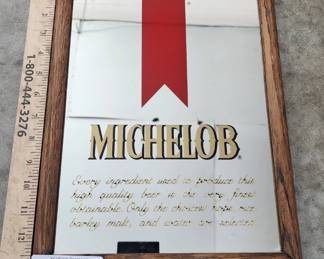 1-800-444-3276
MICHELOB
Every ingredient used to produce this
high quality beer is the very finest
obtainable. Only the choicest hops, rice
barley malt, and water are selected